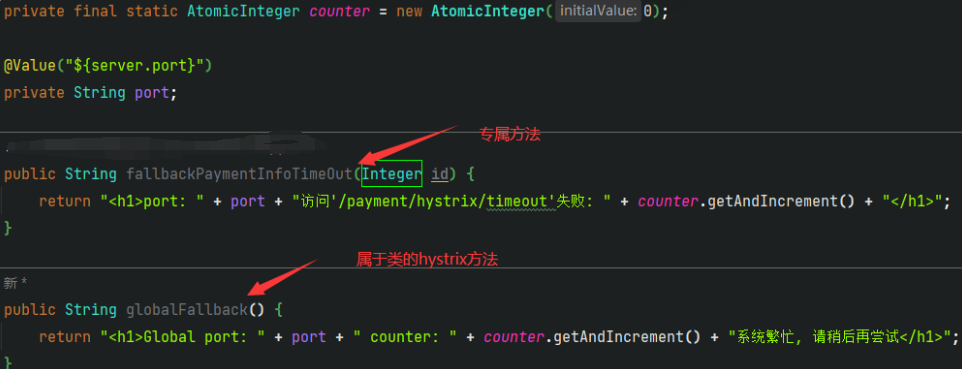 private final static AtomicInteger counter = new AtomicInteger( initialValue: 0);
@Value("${server.port}")
private String port;
专属方法
public String fallbackPaymentInfoTimeOut(Integer id) {
return "<h1>port: " + port + "访问'/payment/hystrix/timeout'失败: " + counter.getAndIncrement() + "</h1>";
}
属于类的hystrix方法
新 *
public String globalFallback() {
return "<h1>Global port: " + port + " counter: " + counter.getAndIncrement() + "系统繁忙, 请稍后再尝试</h1>";
}